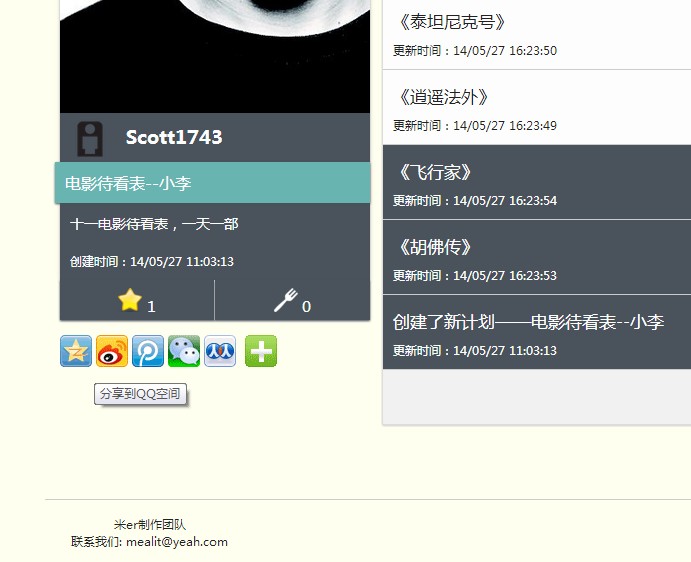 Scott1743
电影待看表--小李
十一电影待看表，一天一部
创建时间：14/05/27 11:03:13
1
0
分享到QQ空间
《泰坦尼克号》
更新时间：14/05/27 16:23:50
《逍遥法外》
更新时间：14/05/27 16:23:49
《飞行家》
更新时间：14/05/27 16:23:54
《胡佛传》
更新时间：14/05/27 16:23:53
创建了新计划——电影待看表--小李
更新时间：14/05/27 11:03:13
米er制作团队
联系我们: mealit@yeah.com